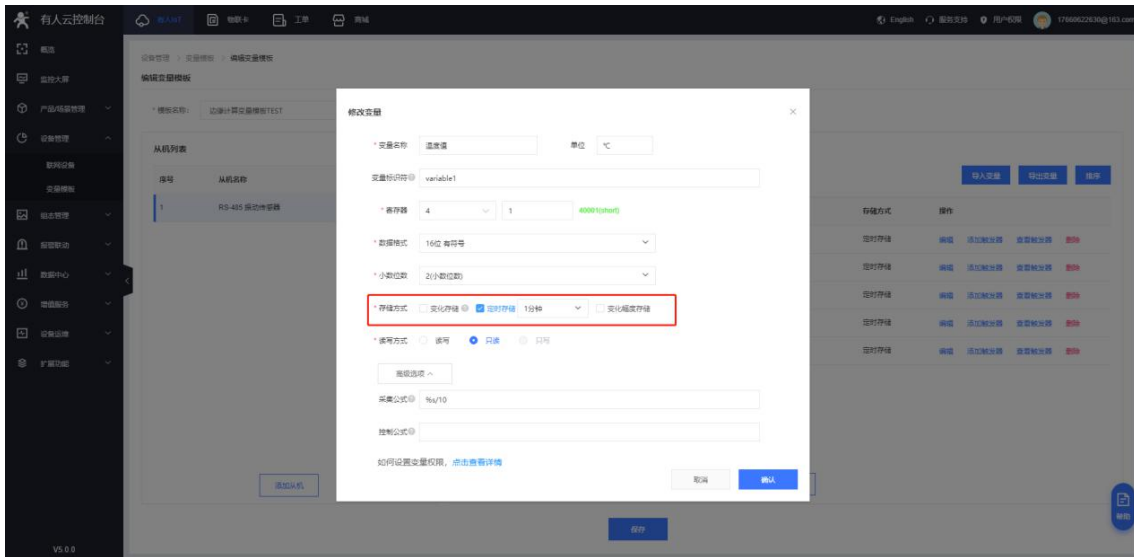 有人云控制台
有人IoT 物联卡 工单 商城
English 服务支持 用户权限 17660622630@163.com
概览
监控大屏
产品/场景管理
设备管理
联网设备
变量模板
组态管理
报警联动
数据中心
增值服务
设备运维
扩展功能
V5.0.0
设备管理 / 变量模板 / 编辑变量模板
编辑变量模板
* 模板名称: 边缘计算变量模板TEST
从机列表
序号 从机名称
1 RS-485 振动传感器
添加从机
导入变量 导出变量 排序
存储方式 操作
定时存储 编辑 添加触发器 查看触发器 删除
定时存储 编辑 添加触发器 查看触发器 删除
定时存储 编辑 添加触发器 查看触发器 删除
定时存储 编辑 添加触发器 查看触发器 删除
定时存储 编辑 添加触发器 查看触发器 删除
修改变量 ×
* 变量名称 温度值 单位 ℃
变量标识符 variable1
* 寄存器 4 1 40001(short)
* 数据格式 16位 有符号
* 小数位数 2(小数位数)
* 存储方式 变化存储 定时存储 1分钟 变化幅度存储
* 读写方式 读写 只读 只写
高级选项
采集公式 %s/10
控制公式
如何设置变量权限，点击查看详情
取消 确认
保存
帮助